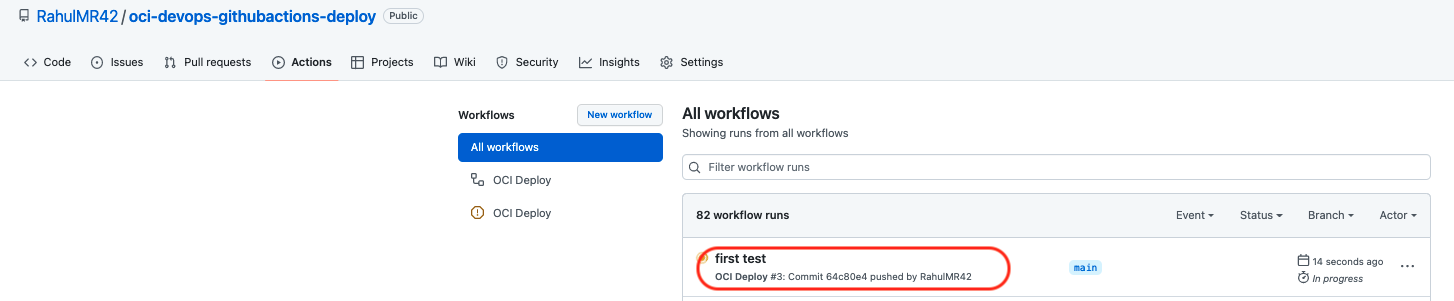 RahulMR42 / oci-devops-githubactions-deploy Public
Code Issues Pull requests Actions Projects Wiki Security Insights Settings
Workflows New workflow
All workflows
OCI Deploy
OCI Deploy
All workflows
Showing runs from all workflows
Filter workflow runs
82 workflow runs Event Status Branch Actor
first test
OCI Deploy #3: Commit 64c80e4 pushed by RahulMR42
main
14 seconds ago
In progress